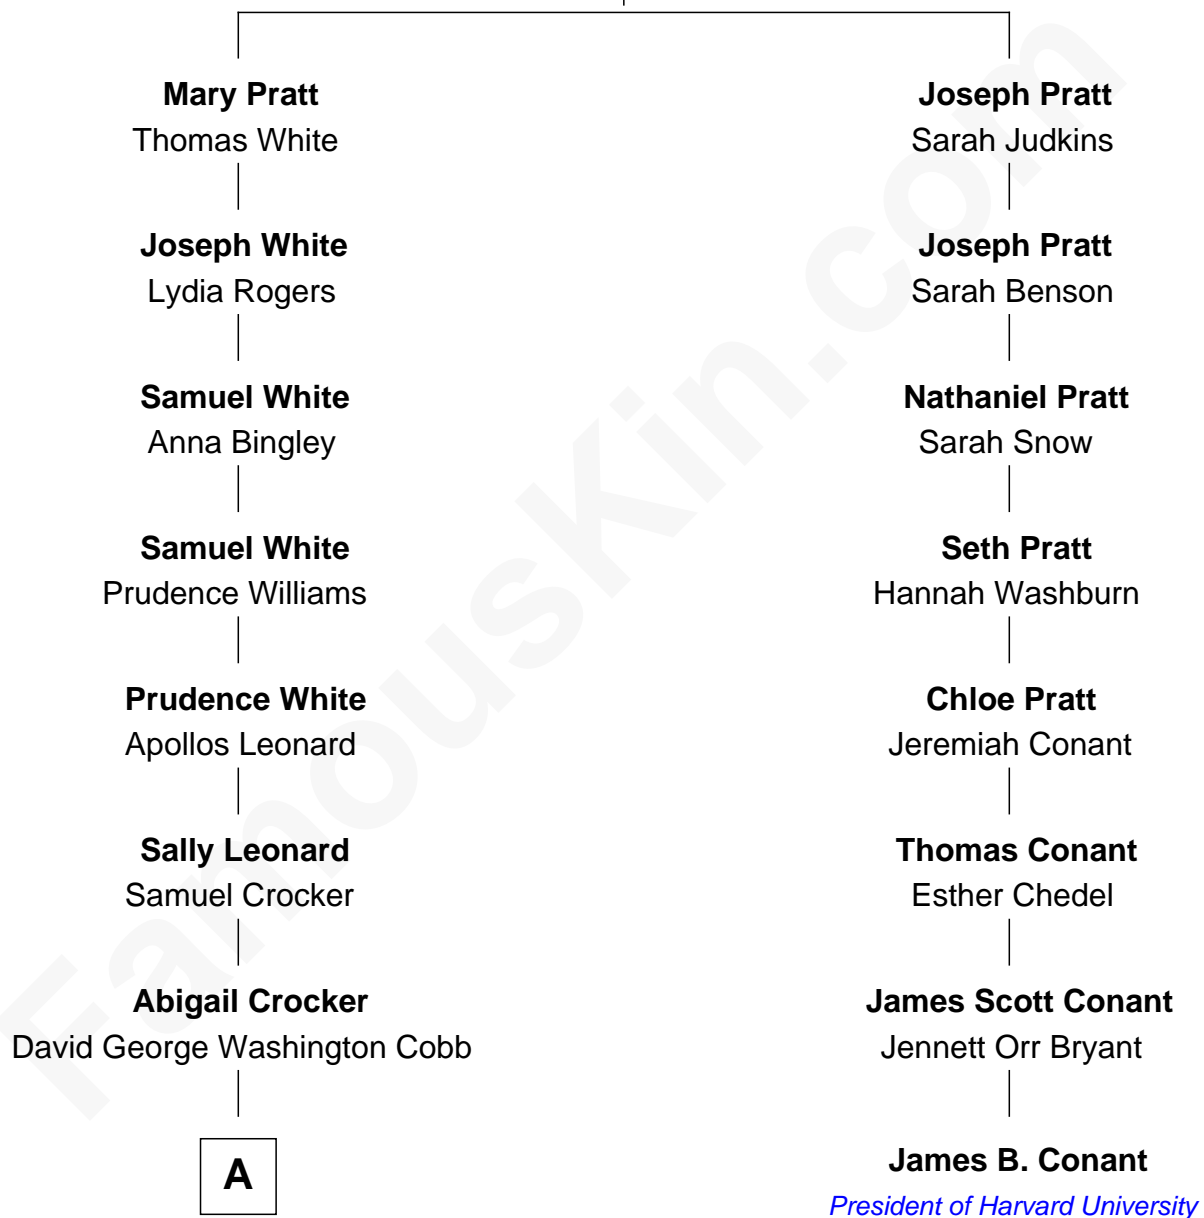 Mary Pratt
Thomas White
Joseph White
Lydia Rogers
Samuel White
Anna Bingley
Samuel White
Prudence Williams
Prudence White
Apollos Leonard
Sally Leonard
Samuel Crocker
Abigail Crocker
David George Washington Cobb
A
Joseph Pratt
Sarah Judkins
Joseph Pratt
Sarah Benson
Nathaniel Pratt
Sarah Snow
Seth Pratt
Hannah Washburn
Chloe Pratt
Jeremiah Conant
Thomas Conant
Esther Chedel
James Scott Conant
Jennett Orr Bryant
James B. Conant
President of Harvard University
FamousKin.com